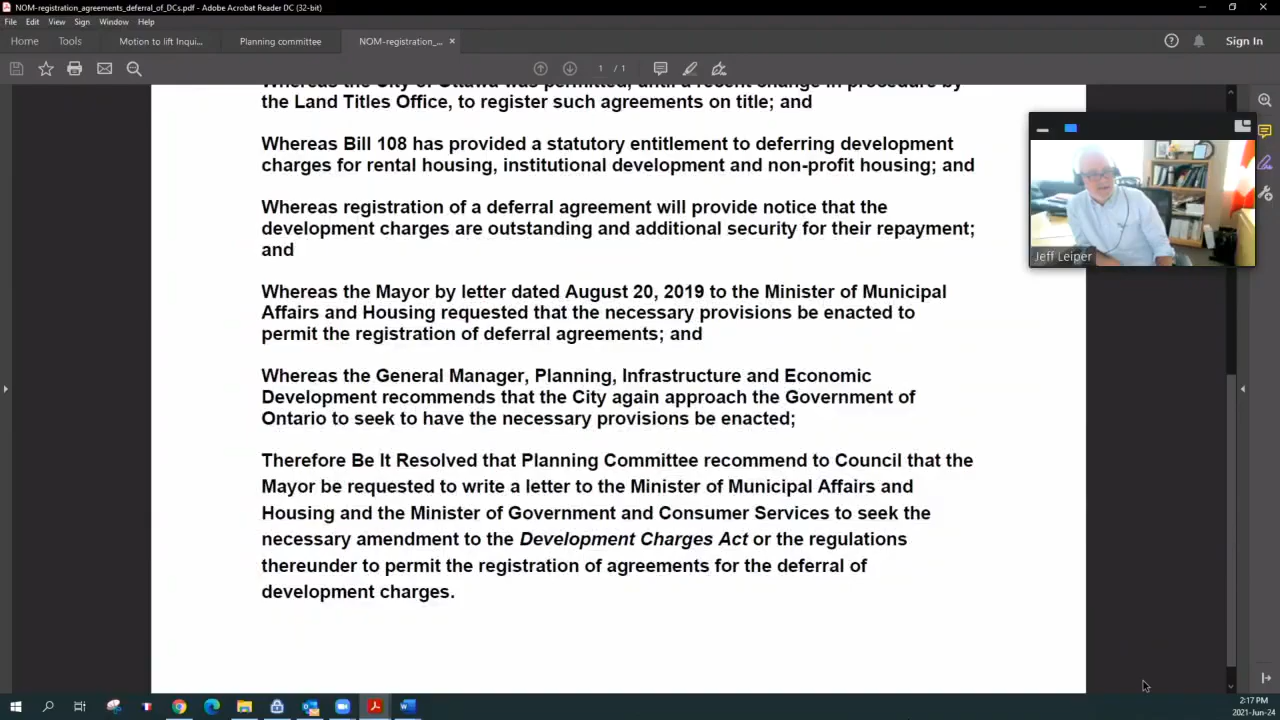 NOM-registration_agreements_deferral_of_DCs.pdf - Adobe Acrobat Reader DC (32-bit)
File Edit View Sign Window Help
Home Tools Motion to lift Inqui... Planning committee NOM-registration_... ×
Sign In
1 / 1
Whereas the City of Ottawa was permitted, until a recent change in procedure by
the Land Titles Office, to register such agreements on title; and
Whereas Bill 108 has provided a statutory entitlement to deferring development
charges for rental housing, institutional development and non-profit housing; and
Whereas registration of a deferral agreement will provide notice that the
development charges are outstanding and additional security for their repayment;
and
Whereas the Mayor by letter dated August 20, 2019 to the Minister of Municipal
Affairs and Housing requested that the necessary provisions be enacted to
permit the registration of deferral agreements; and
Whereas the General Manager, Planning, Infrastructure and Economic
Development recommends that the City again approach the Government of
Ontario to seek to have the necessary provisions be enacted;
Therefore Be It Resolved that Planning Committee recommend to Council that the
Mayor be requested to write a letter to the Minister of Municipal Affairs and
Housing and the Minister of Government and Consumer Services to seek the
necessary amendment to the Development Charges Act or the regulations
thereunder to permit the registration of agreements for the deferral of
development charges.
Jeff Leiper
2:17 PM
2021-Jun-24